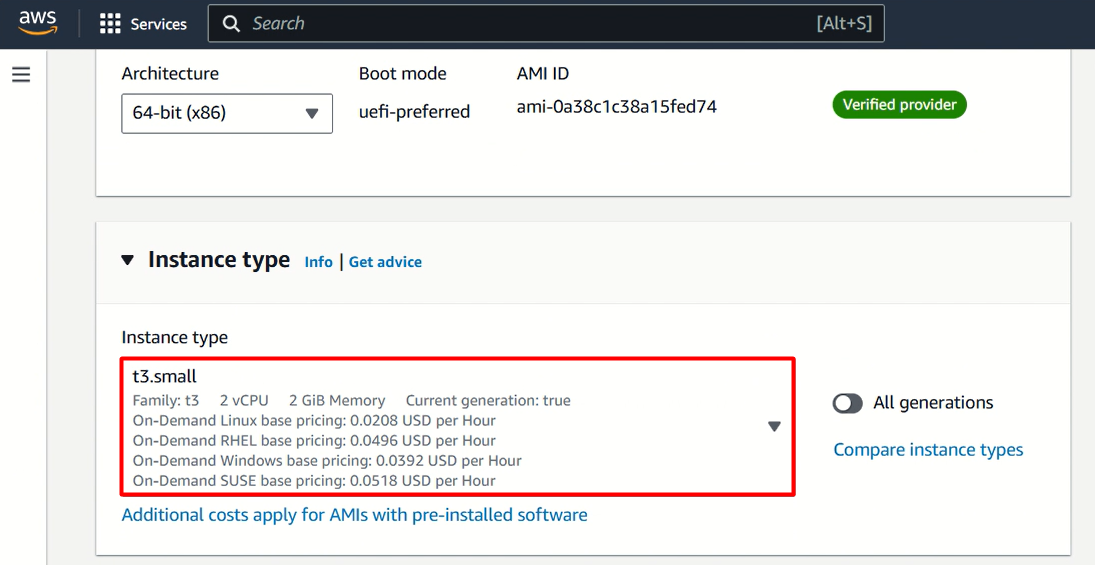 aws
Services
Search
[Alt+S]
Architecture
Boot mode
AMI ID
64-bit (x86)
uefi-preferred
ami-0a38c1c38a15fed74
Verified provider
Instance type
Info | Get advice
Instance type
t3.small
Family: t3 2 vCPU 2 GiB Memory Current generation: true
On-Demand Linux base pricing: 0.0208 USD per Hour
On-Demand RHEL base pricing: 0.0496 USD per Hour
On-Demand Windows base pricing: 0.0392 USD per Hour
On-Demand SUSE base pricing: 0.0518 USD per Hour
All generations
Compare instance types
Additional costs apply for AMIs with pre-installed software